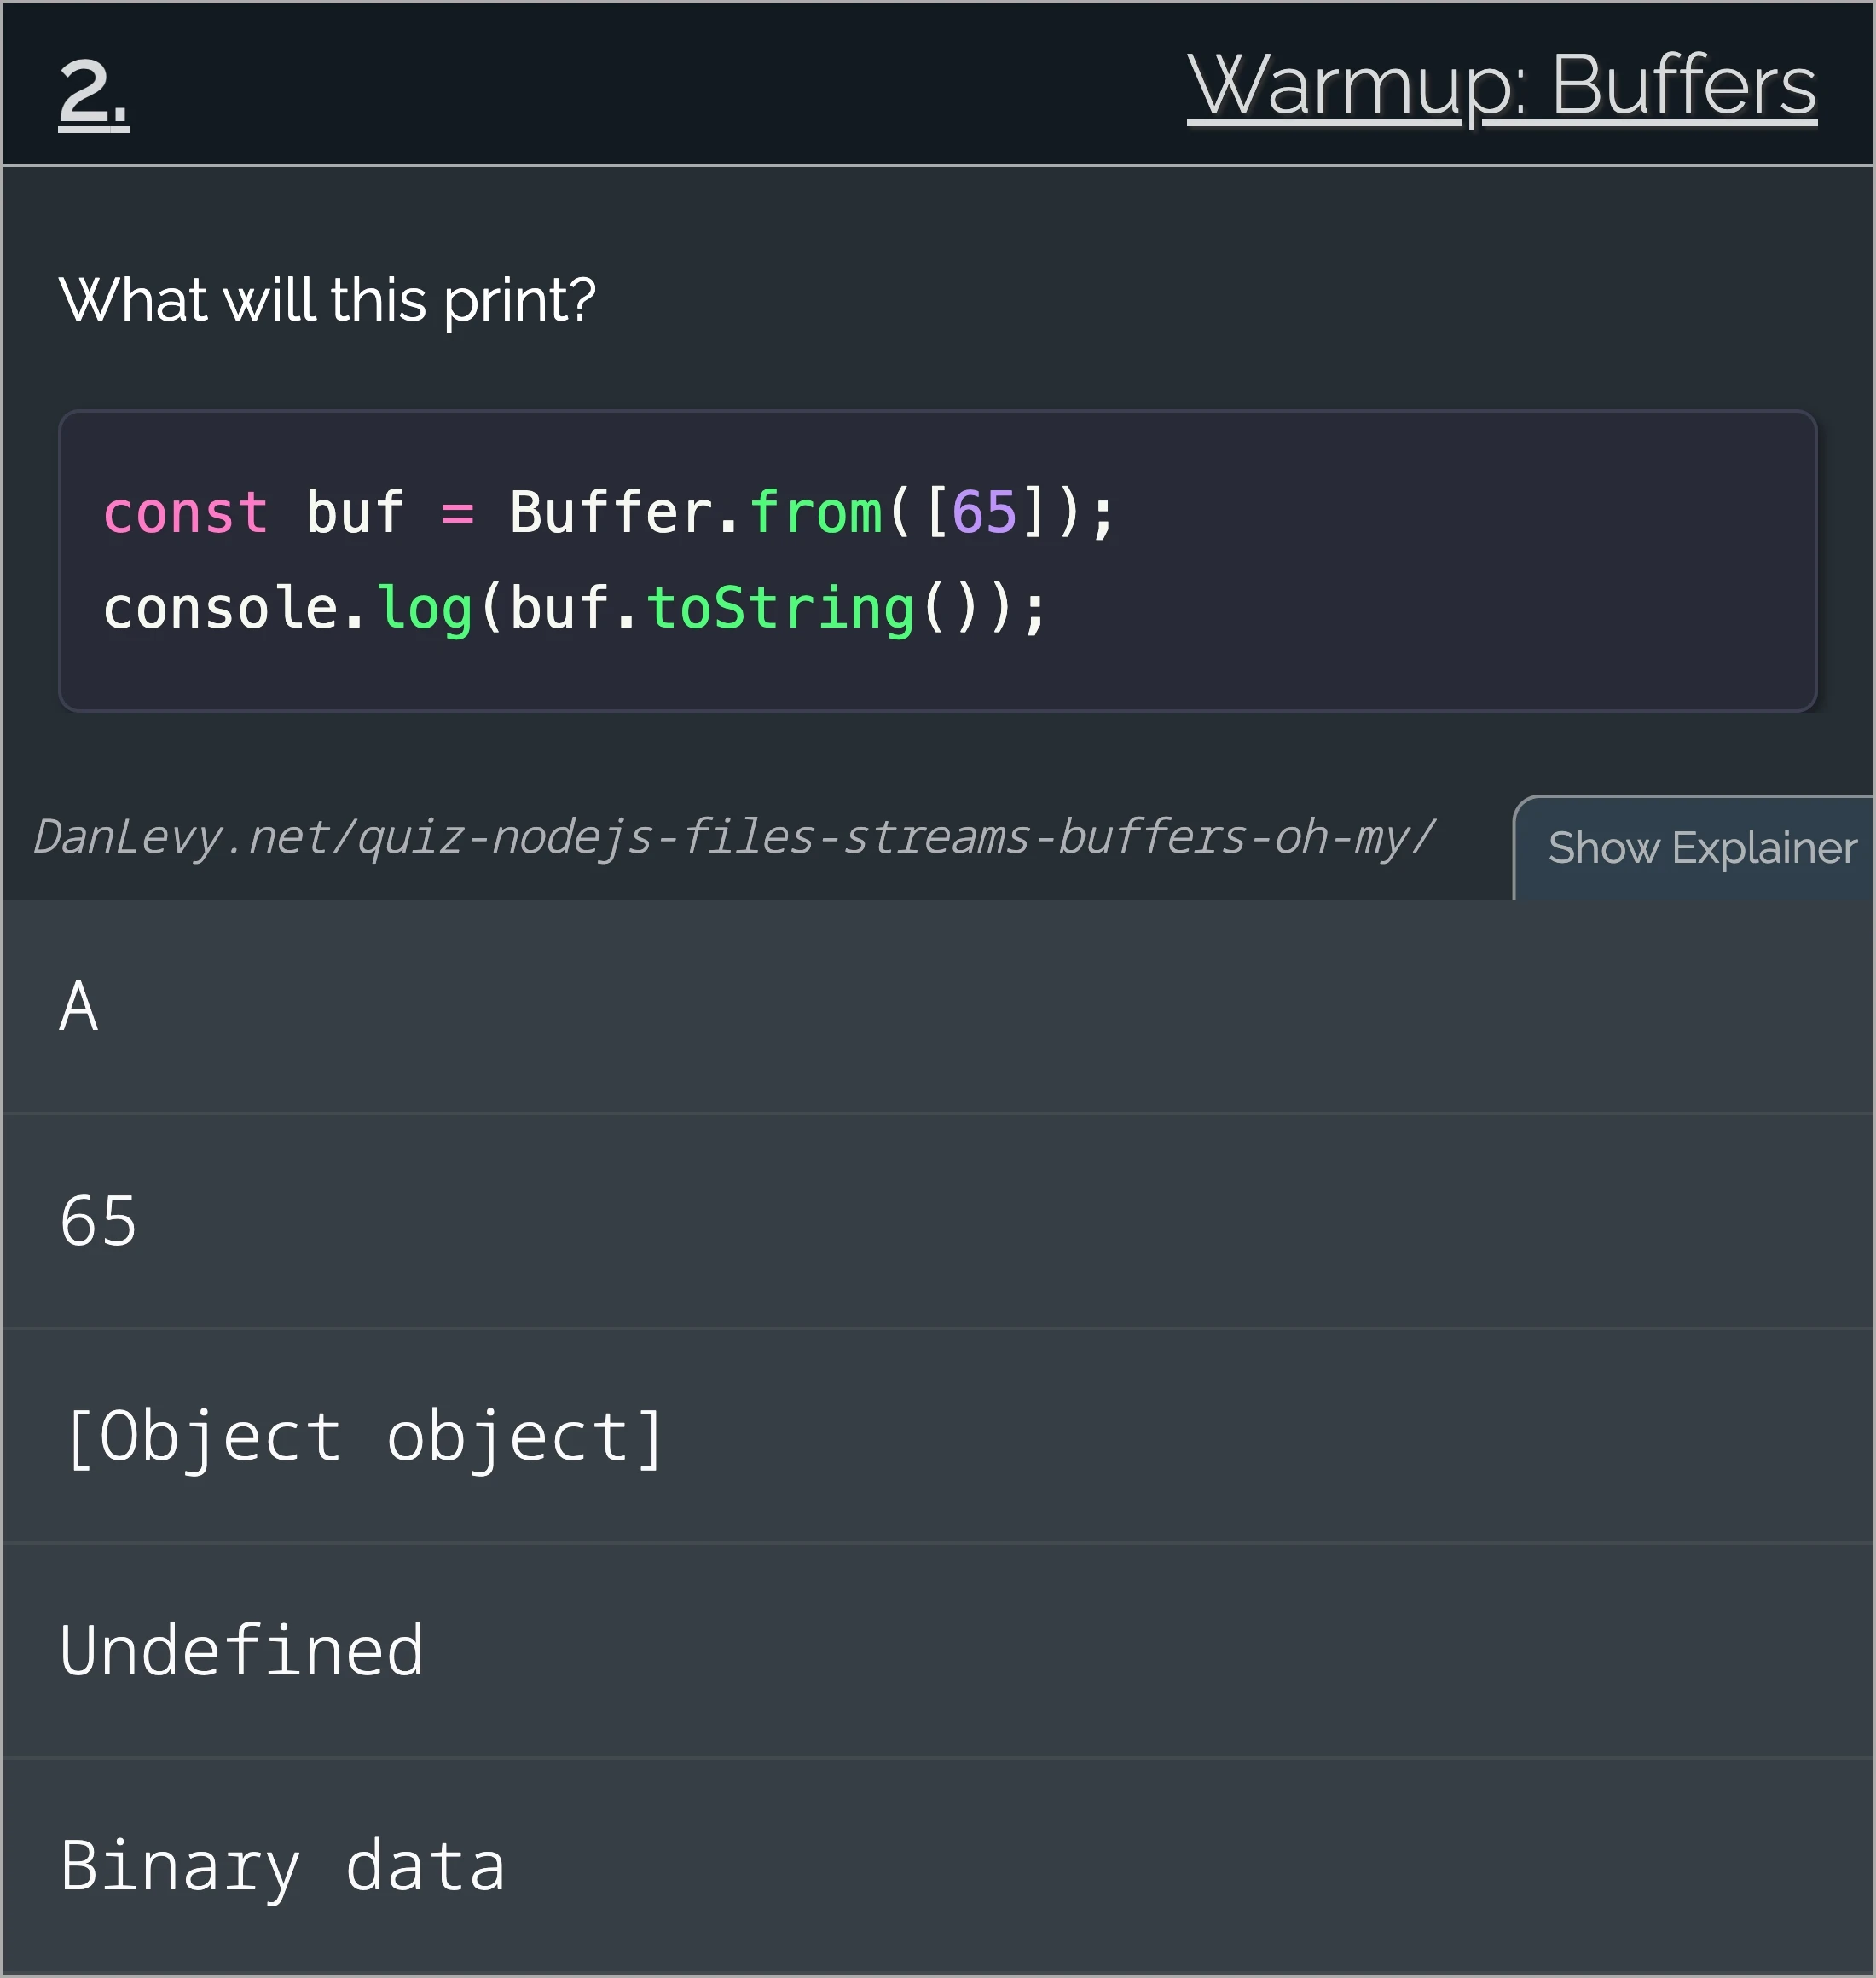 2.
Warmup: Buffers
What will this print?
const buf = Buffer.from([65]);
console.log(buf.toString());
DanLevy.net/quiz-nodejs-files-streams-buffers-oh-my/
Show Explainer
A
65
[Object object]
Undefined
Binary data